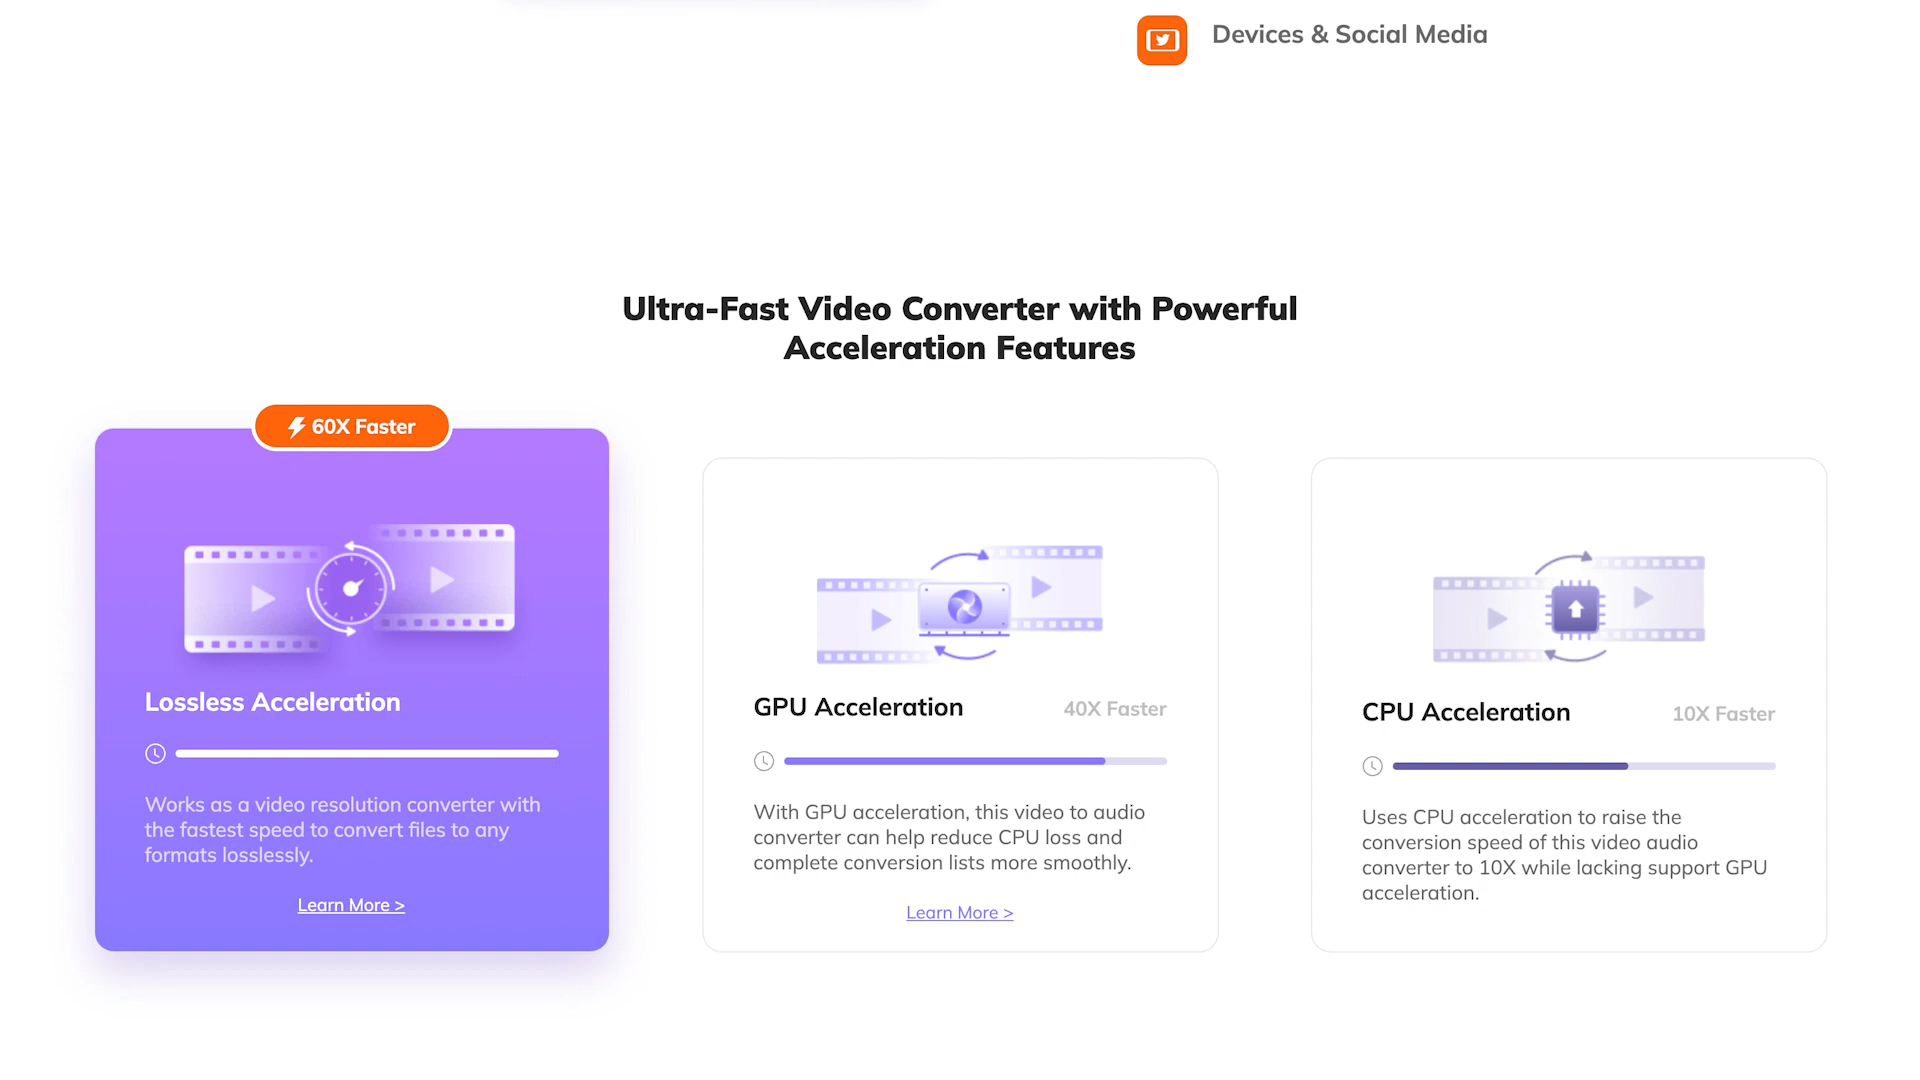 Devices & Social Media
Ultra-Fast Video Converter with Powerful
Acceleration Features
60X Faster
Lossless Acceleration
Works as a video resolution converter with
the fastest speed to convert files to any
formats losslessly.
Learn More >
GPU Acceleration
40X Faster
With GPU acceleration, this video to audio
converter can help reduce CPU loss and
complete conversion lists more smoothly.
Learn More >
CPU Acceleration
10X Faster
Uses CPU acceleration to raise the
conversion speed of this video audio
converter to 10X while lacking support GPU
acceleration.